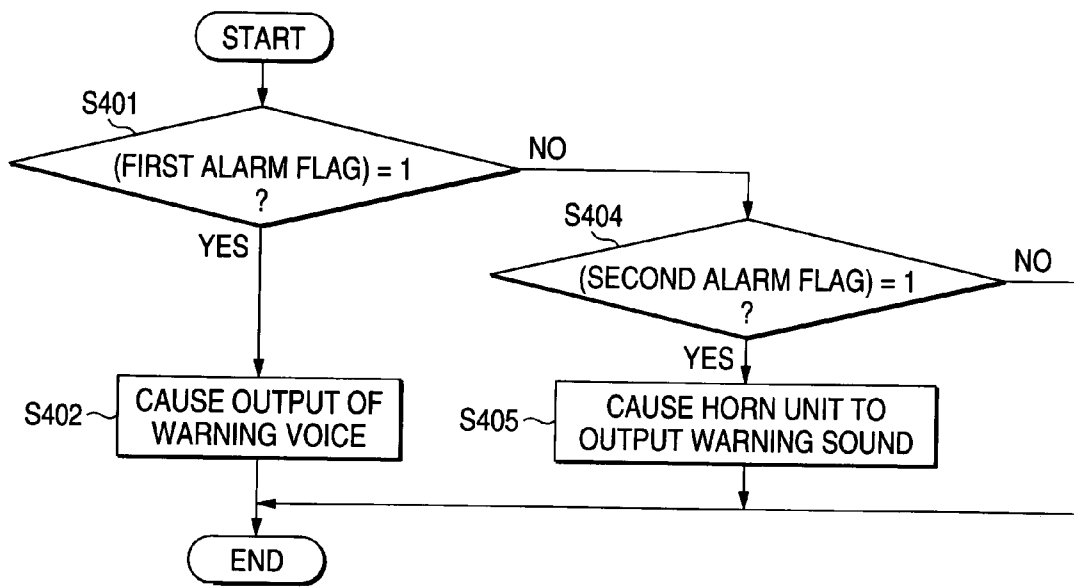 START
S401
(FIRST ALARM FLAG) = 1
?
NO
YES
S404
(SECOND ALARM FLAG) = 1
?
NO
YES
S402
CAUSE OUTPUT OF
WARNING VOICE
S405
CAUSE HORN UNIT TO
OUTPUT WARNING SOUND
END